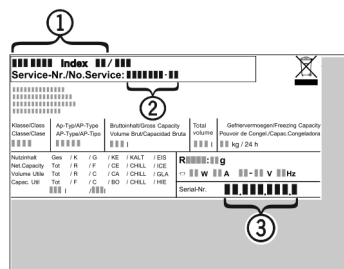 1
Index /
Service-Nr./No.Service: -
2
Klasse/Class Ap-Typ/AP-Type Bruttoinhalt/Gross Capacity Total Gefriervermoegen/Freezing Capacity
Classe/Clase AP-Type/AP-Tipo Volume Brut/Capacidad Bruta volume Pouvoir de Congel./Capas.Congeladora
l l kg / 24 h
Nutzinhalt Ges / K / G / KE / KALT / EIS
Net.Capacity Tot / R / F / CE / CHILL / ICE
Volume Utile Tot / R / C / CA / CHILL / GLA
Capac. Util Tot / F / C / BO / CHILL / HIE
l / l
R : g
W A - V Hz
Serial-Nr. . . .
3